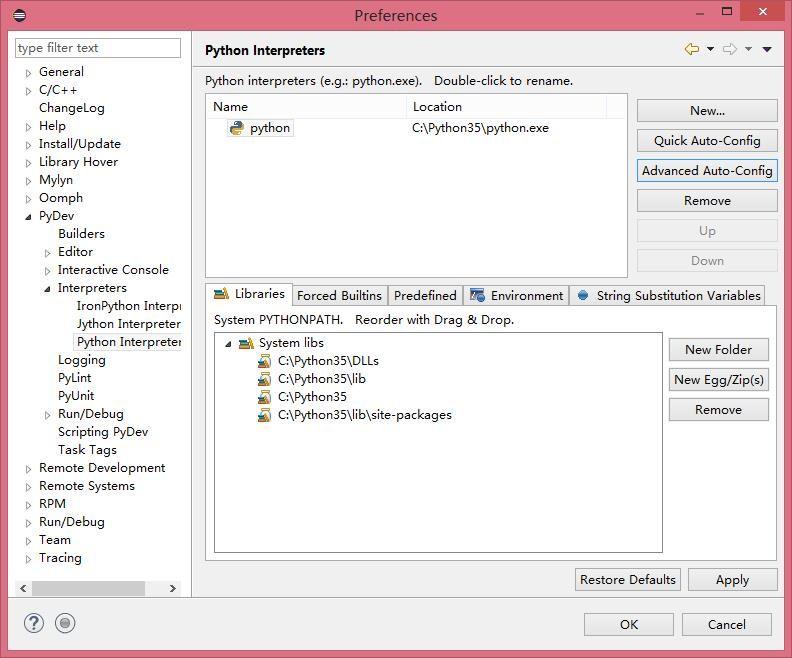 Preferences
type filter text
General
C/C++
ChangeLog
Help
Install/Update
Library Hover
Mylyn
Oomph
PyDev
Builders
Editor
Interactive Console
Interpreters
IronPython Interpr
Jython Interpreter
Python Interpreter
Logging
PyLint
PyUnit
Run/Debug
Scripting PyDev
Task Tags
Remote Development
Remote Systems
RPM
Run/Debug
Team
Tracing
Python Interpreters
Python interpreters (e.g.: python.exe).   Double-click to rename.
Name Location
python C:\Python35\python.exe
New...
Quick Auto-Config
Advanced Auto-Config
Remove
Up
Down
Libraries Forced Builtins Predefined Environment String Substitution Variables
System PYTHONPATH.   Reorder with Drag & Drop.
System libs
C:\Python35\DLLs
C:\Python35\lib
C:\Python35
C:\Python35\lib\site-packages
New Folder
New Egg/Zip(s)
Remove
Restore Defaults Apply
? OK Cancel